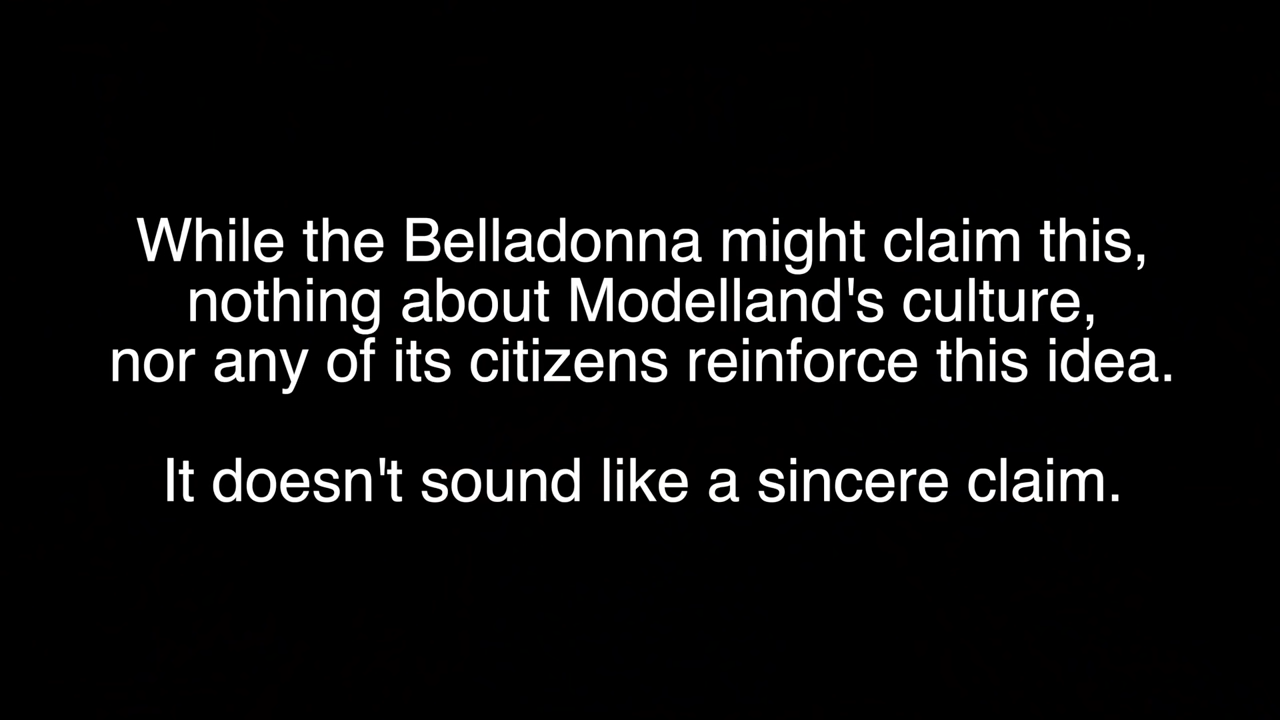 While the Belladonna might claim this,
nothing about Modelland's culture,
nor any of its citizens reinforce this idea.
It doesn't sound like a sincere claim.